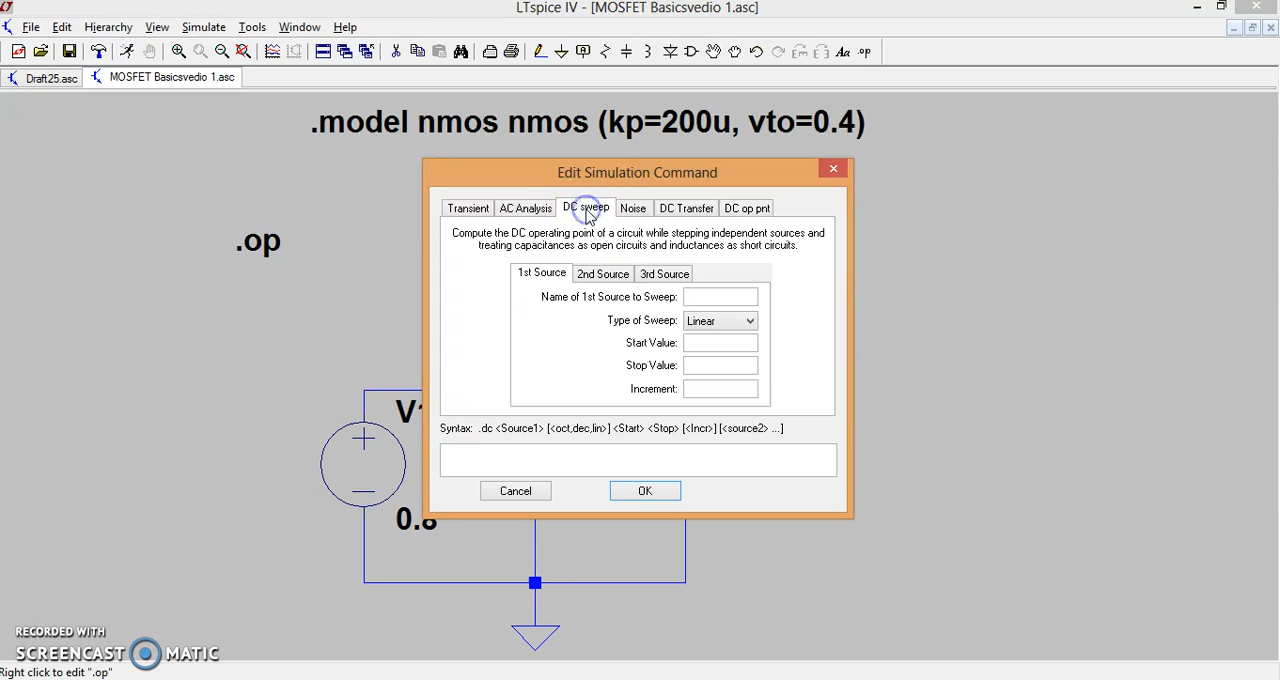 LTspice IV - [MOSFET Basicsvedio 1.asc]
File Edit Hierarchy View Simulate Tools Window Help
Aa .op
Draft25.asc MOSFET Basicsvedio 1.asc
.model nmos nmos (kp=200u, vto=0.4)
Edit Simulation Command
Transient AC Analysis DC sweep Noise DC Transfer DC op pnt
Compute the DC operating point of a circuit while stepping independent sources and
treating capacitances as open circuits and inductances as short circuits.
.op
1st Source 2nd Source 3rd Source
Name of 1st Source to Sweep:
Type of Sweep: Linear
Start Value:
Stop Value:
Increment:
Syntax: .dc <Source1> [<oct,dec,lin>] <Start> <Stop> [<Incr>] [<source2> ...]
Cancel OK
0.8
RECORDED WITH
SCREENCAST MATIC
Right click to edit ".op"